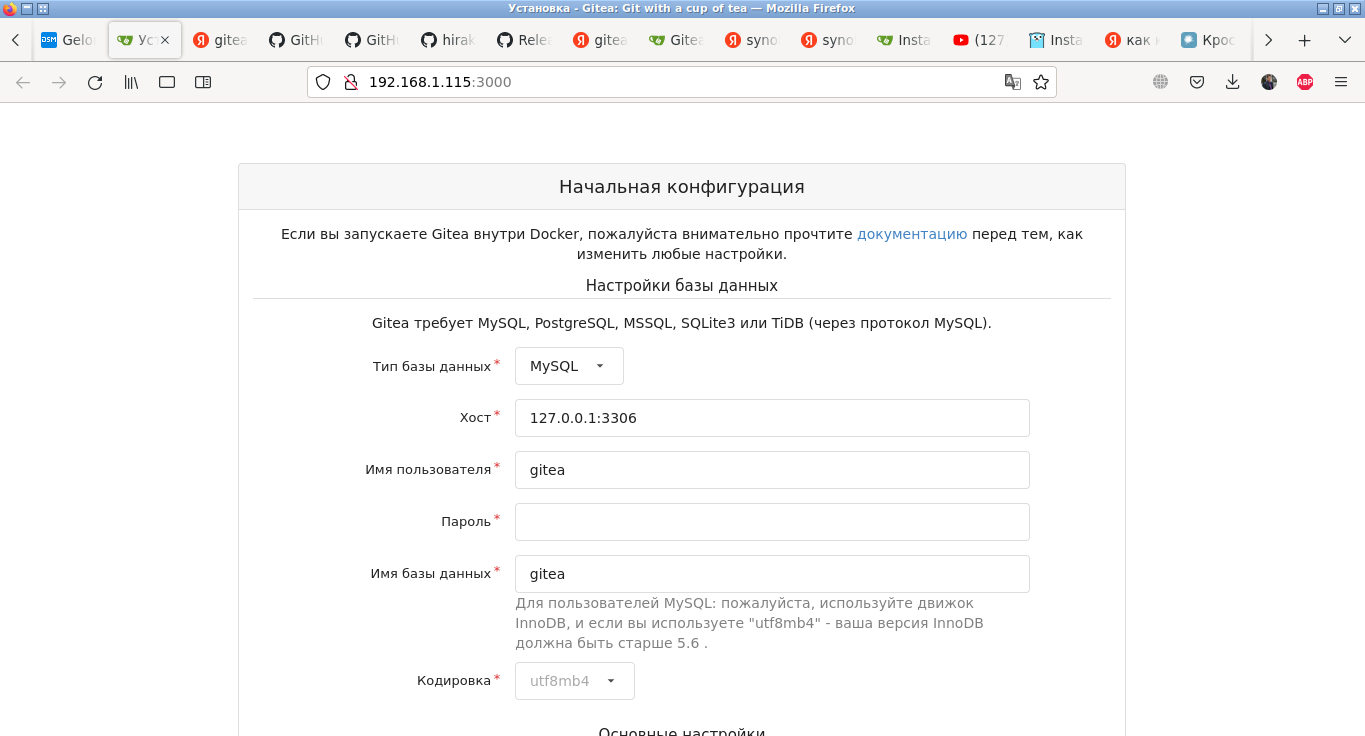 Установка - Gitea: Git with a cup of tea — Mozilla Firefox
DSM Gelo Ус gitea GitHu GitHu hirak Relea gitea Gitea syno syno Insta (127 Insta как к Крос
192.168.1.115:3000
ABP
Начальная конфигурация
Если вы запускаете Gitea внутри Docker, пожалуйста внимательно прочтите документацию перед тем, как
изменить любые настройки.
Настройки базы данных
Gitea требует MySQL, PostgreSQL, MSSQL, SQLite3 или TiDB (через протокол MySQL).
Тип базы данных* MySQL
Хост* 127.0.0.1:3306
Имя пользователя* gitea
Пароль*
Имя базы данных* gitea
Для пользователей MySQL: пожалуйста, используйте движок
InnoDB, и если вы используете "utf8mb4" - ваша версия InnoDB
должна быть старше 5.6 .
Кодировка* utf8mb4
Основные настройки